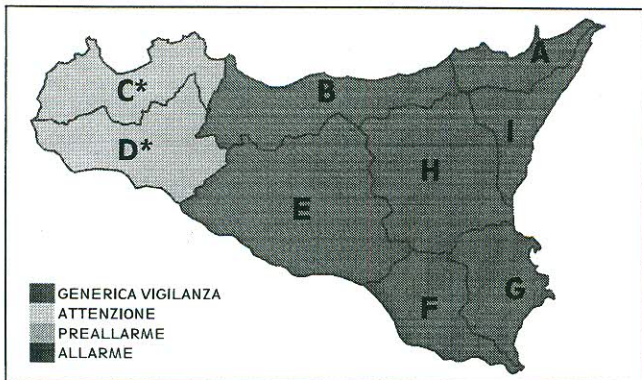 A
C*
B
D*
I
H
E
G
F
GENERICA VIGILANZA
ATTENZIONE
PREALLARME
ALLARME